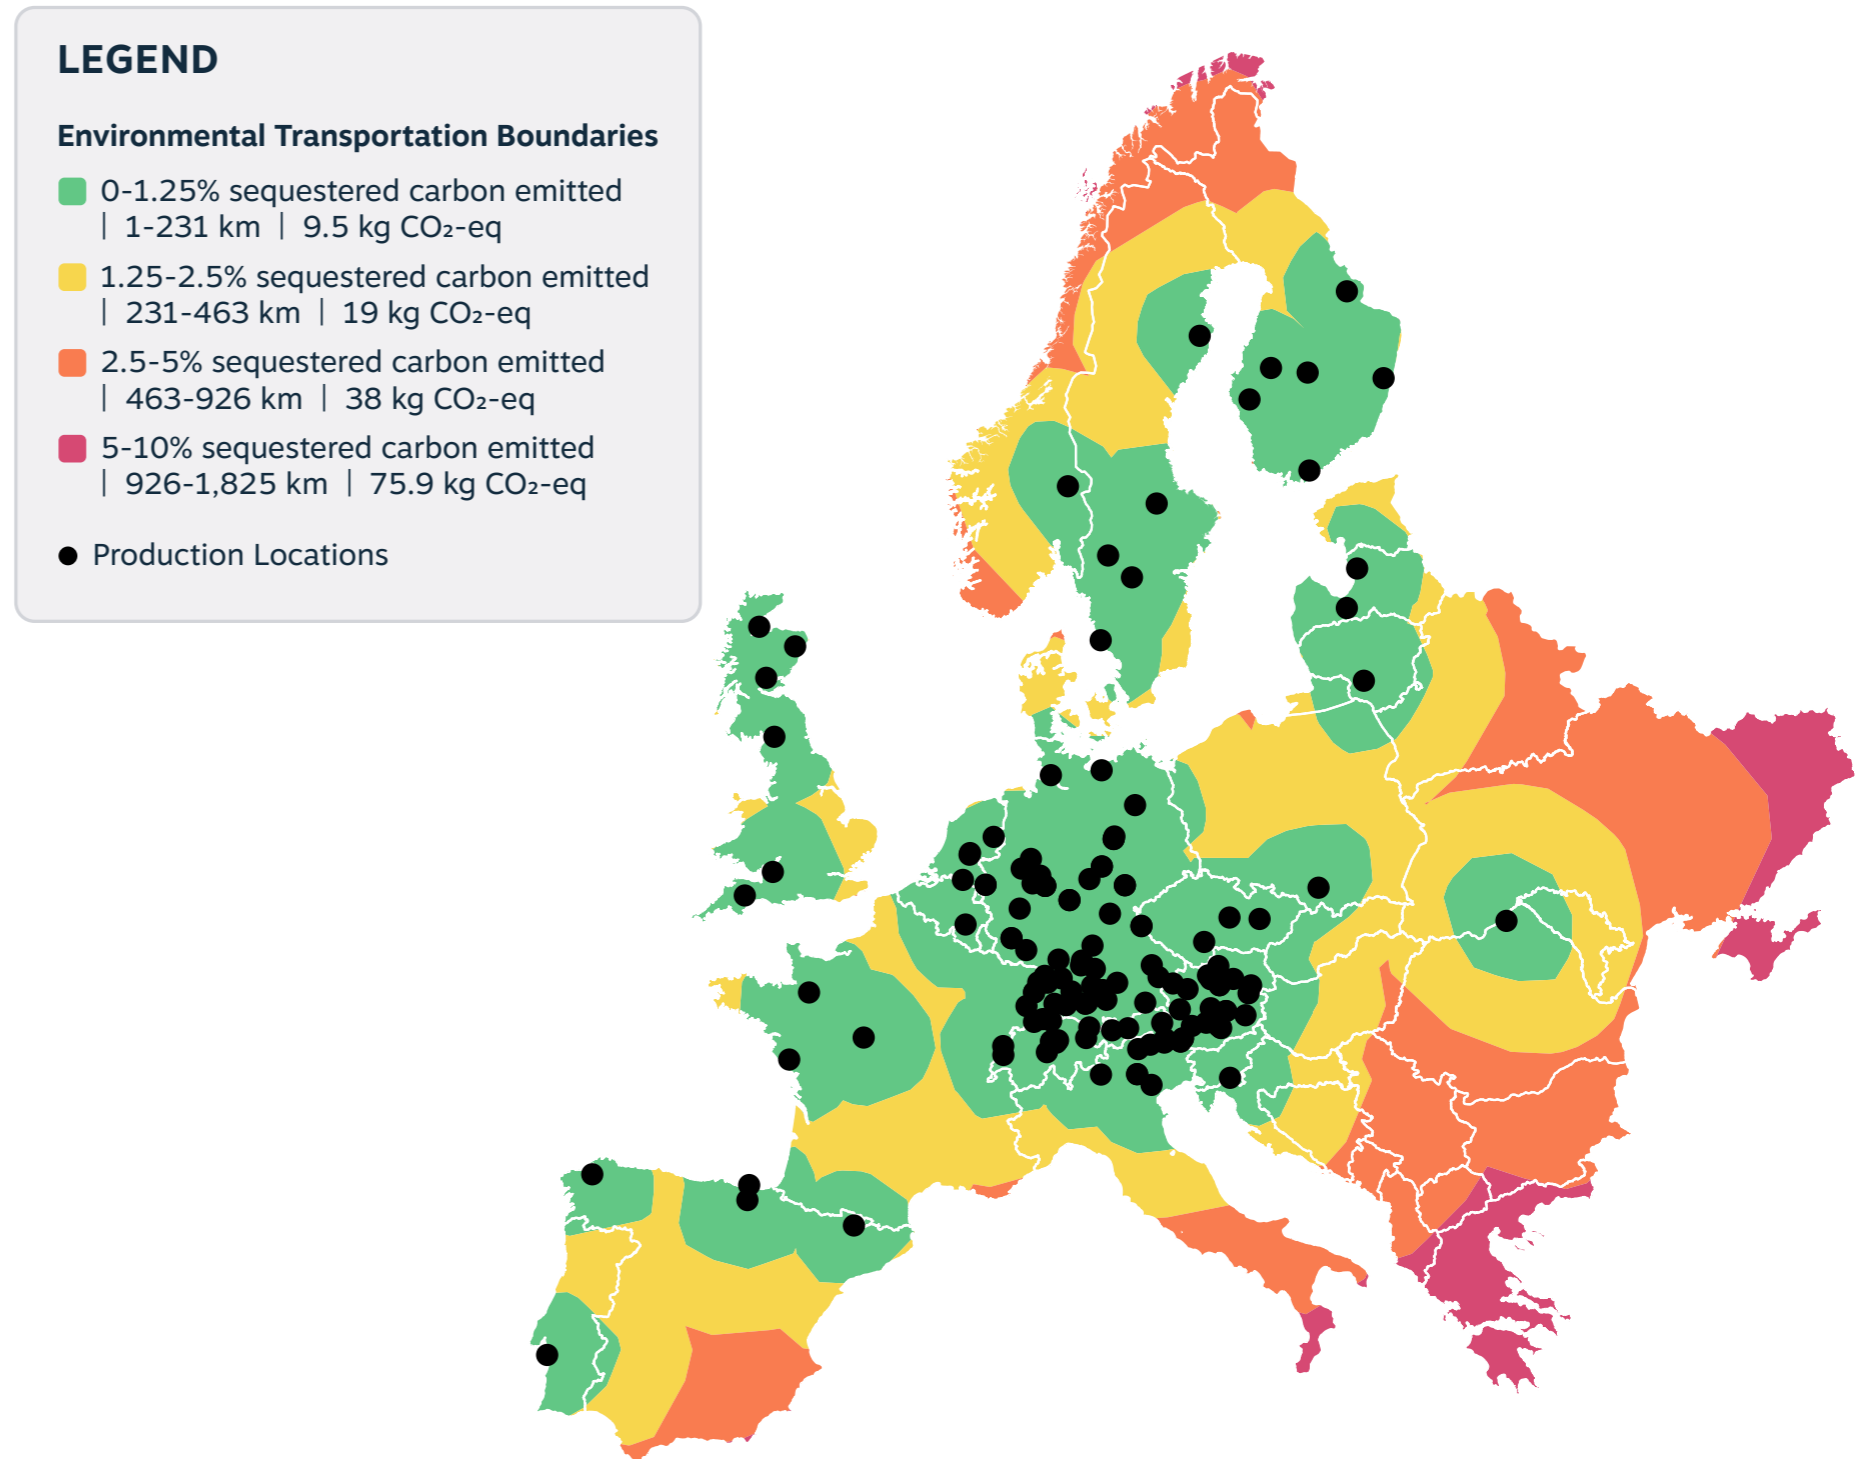 LEGEND
Environmental Transportation Boundaries
0-1.25% sequestered carbon emitted
| 1-231 km | 9.5 kg CO₂-eq
1.25-2.5% sequestered carbon emitted
| 231-463 km | 19 kg CO₂-eq
2.5-5% sequestered carbon emitted
| 463-926 km | 38 kg CO₂-eq
5-10% sequestered carbon emitted
| 926-1,825 km | 75.9 kg CO₂-eq
Production Locations